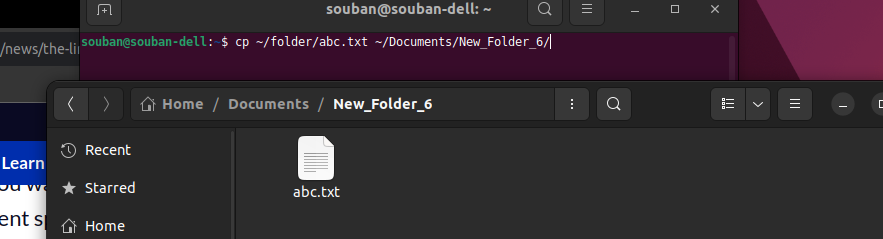 souban@souban-dell: ~
souban@souban-dell:~$ cp ~/folder/abc.txt ~/Documents/New_Folder_6/
/news/the-li
Home / Documents / New_Folder_6
Learn
Recent
abc.txt
Starred
ent s
Home